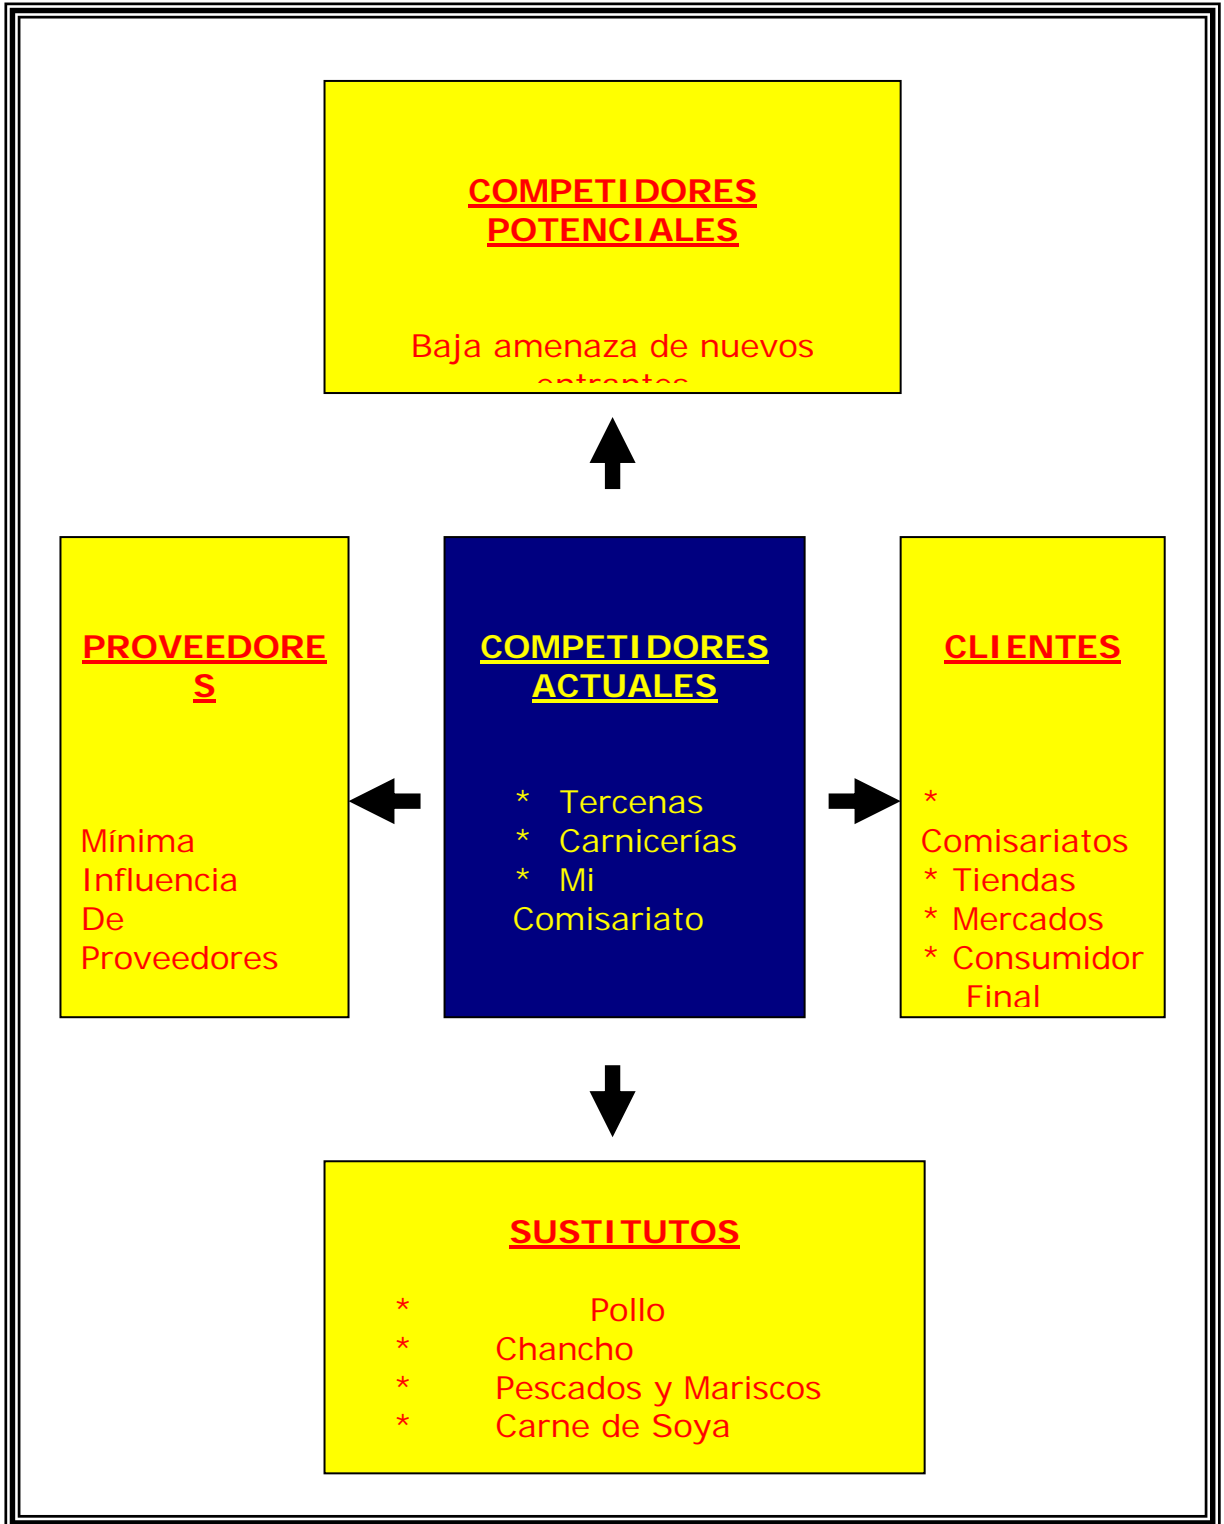 COMPETIDORES
POTENCIALES
Baja amenaza de nuevos
entrantes
PROVEEDORE
S
Mínima
Influencia
De
Proveedores
COMPETIDORES
ACTUALES
* Tercenas
* Carnicerías
* Mi
Comisariato
CLIENTES
*
Comisariatos
* Tiendas
* Mercados
* Consumidor
Final
SUSTITUTOS
* Pollo
* Chancho
* Pescados y Mariscos
* Carne de Soya